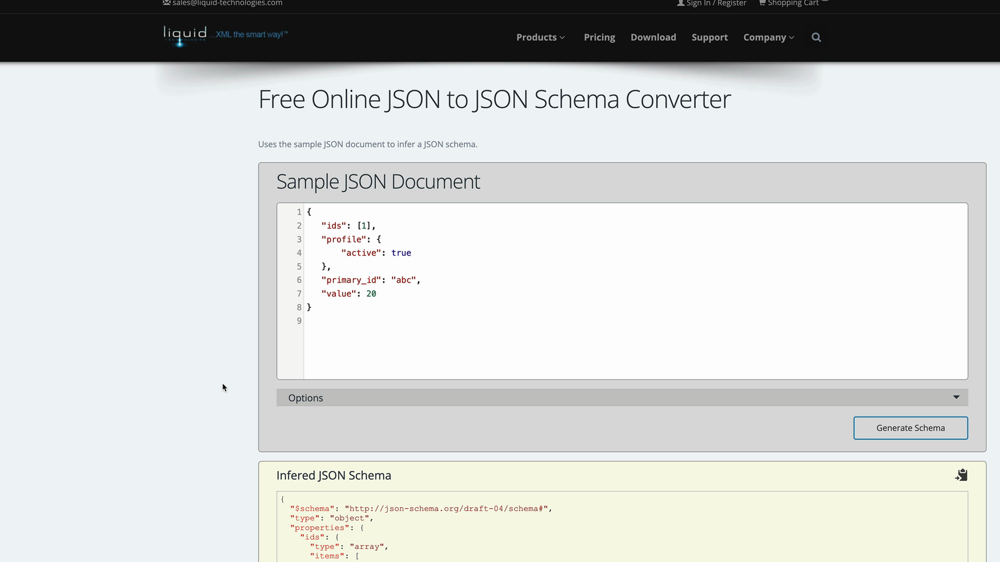 sales@liquid-technologies.com
Sign In / Register
Shopping Cart
liquid
TECHNOLOGIES
...XML the smart way!™
Products
Pricing
Download
Support
Company
Free Online JSON to JSON Schema Converter
Uses the sample JSON document to infer a JSON schema.
Sample JSON Document
1 {
2 "ids": [1],
3 "profile": {
4 "active": true
5 },
6 "primary_id": "abc",
7 "value": 20
8 }
9
Options
Generate Schema
Infered JSON Schema
{
"$schema": "http://json-schema.org/draft-04/schema#",
"type": "object",
"properties": {
"ids": {
"type": "array",
"items": [